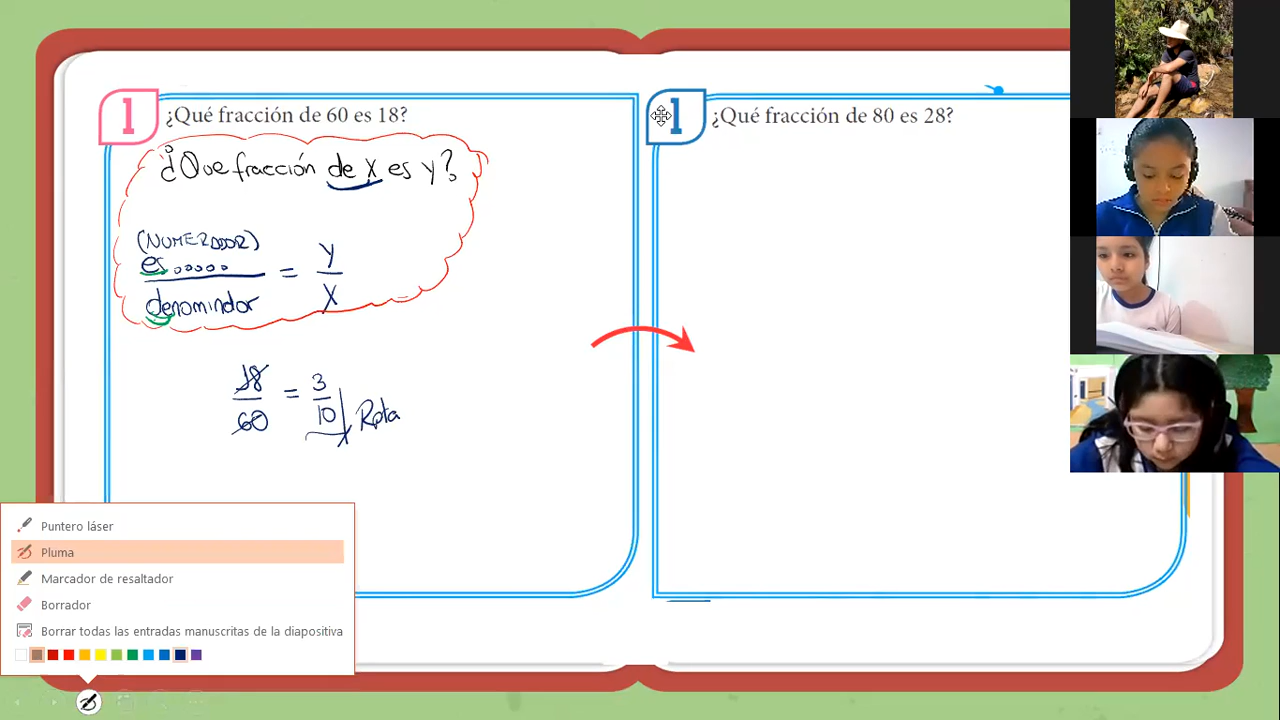 1 ¿Qué fracción de 60 es 18?
¿Que fracción de X es y?
(NUMERADOR)
es..... = Y
denomindor X
18 = 3
60 10 Rpta
1 ¿Qué fracción de 80 es 28?
Puntero láser
Pluma
Marcador de resaltador
Borrador
Borrar todas las entradas manuscritas de la diapositiva